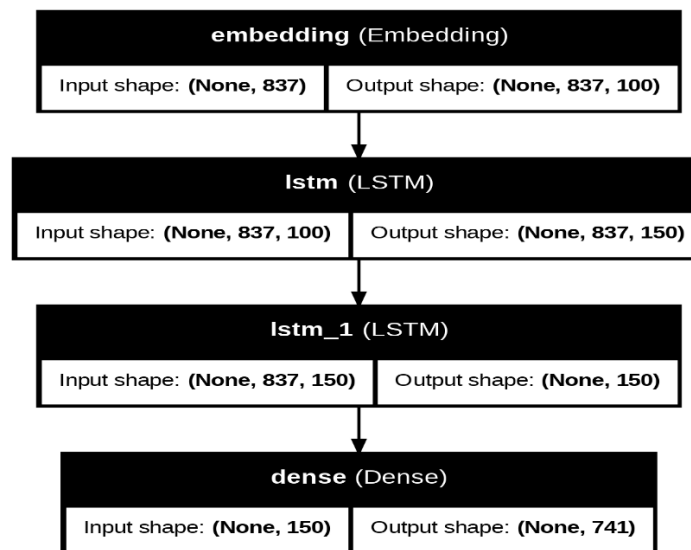 embedding (Embedding)
Input shape: (None, 837) Output shape: (None, 837, 100)
lstm (LSTM)
Input shape: (None, 837, 100) Output shape: (None, 837, 150)
lstm_1 (LSTM)
Input shape: (None, 837, 150) Output shape: (None, 150)
dense (Dense)
Input shape: (None, 150) Output shape: (None, 741)